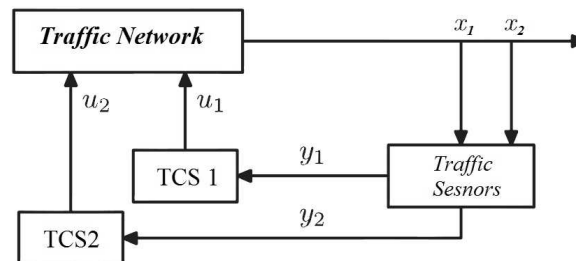 Traffic Network
x1 x2
u2
u1
y1
TCS 1
Traffic
Sesnors
y2
TCS2